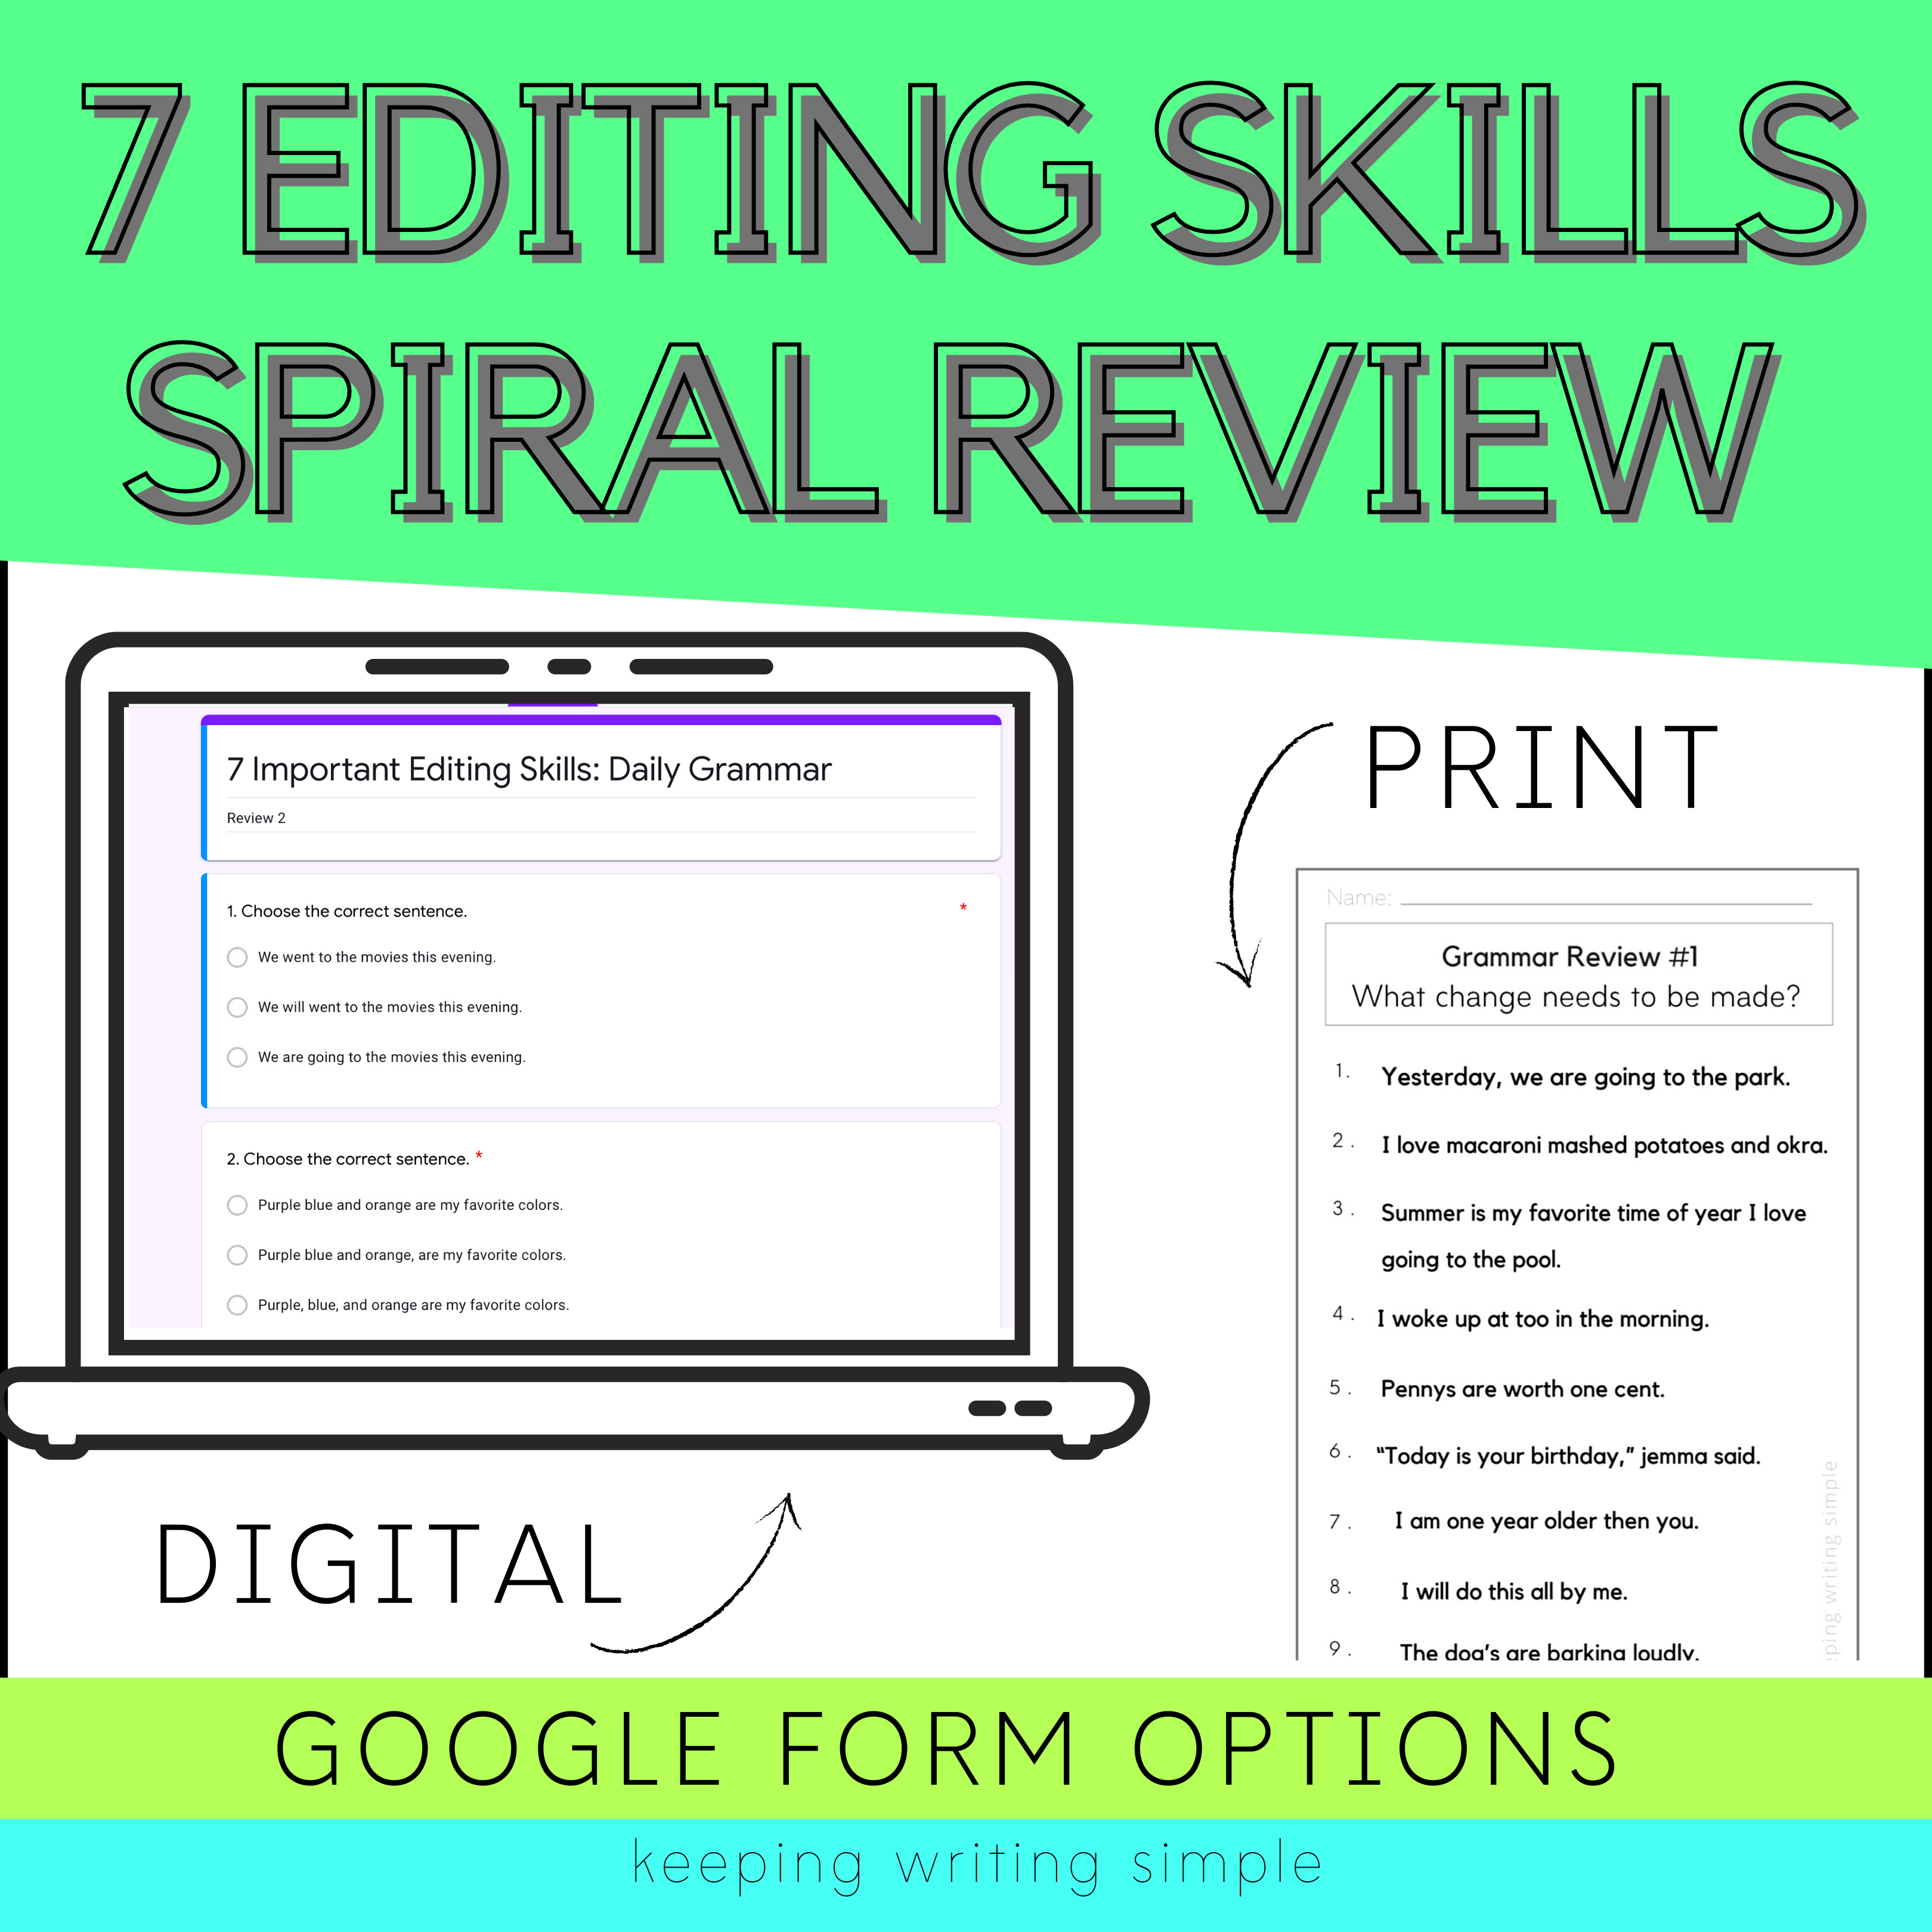 7 EDITING SKILLS
SPIRAL REVIEW
7 Important Editing Skills: Daily Grammar
Review 2
1. Choose the correct sentence. *
We went to the movies this evening.
We will went to the movies this evening.
We are going to the movies this evening.
2. Choose the correct sentence. *
Purple blue and orange are my favorite colors.
Purple blue and orange, are my favorite colors.
Purple, blue, and orange are my favorite colors.
DIGITAL
PRINT
Name:
Grammar Review #1
What change needs to be made?
1. Yesterday, we are going to the park.
2. I love macaroni mashed potatoes and okra.
3. Summer is my favorite time of year I love
going to the pool.
4. I woke up at too in the morning.
5. Pennys are worth one cent.
6. “Today is your birthday,” jemma said.
7. I am one year older then you.
8. I will do this all by me.
9. The dog’s are barking loudly.
eping writing simple
GOOGLE FORM OPTIONS
keeping writing simple